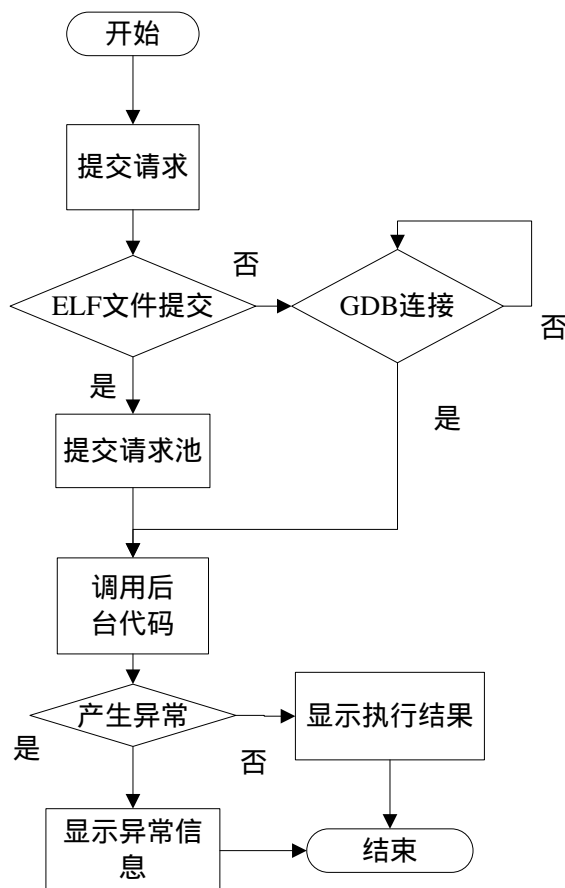 开始
提交请求
否
ELF文件提交
GDB连接
否
是
是
提交请求池
调用后
台代码
产生异常
显示执行结果
是
否
显示异常信
息
结束